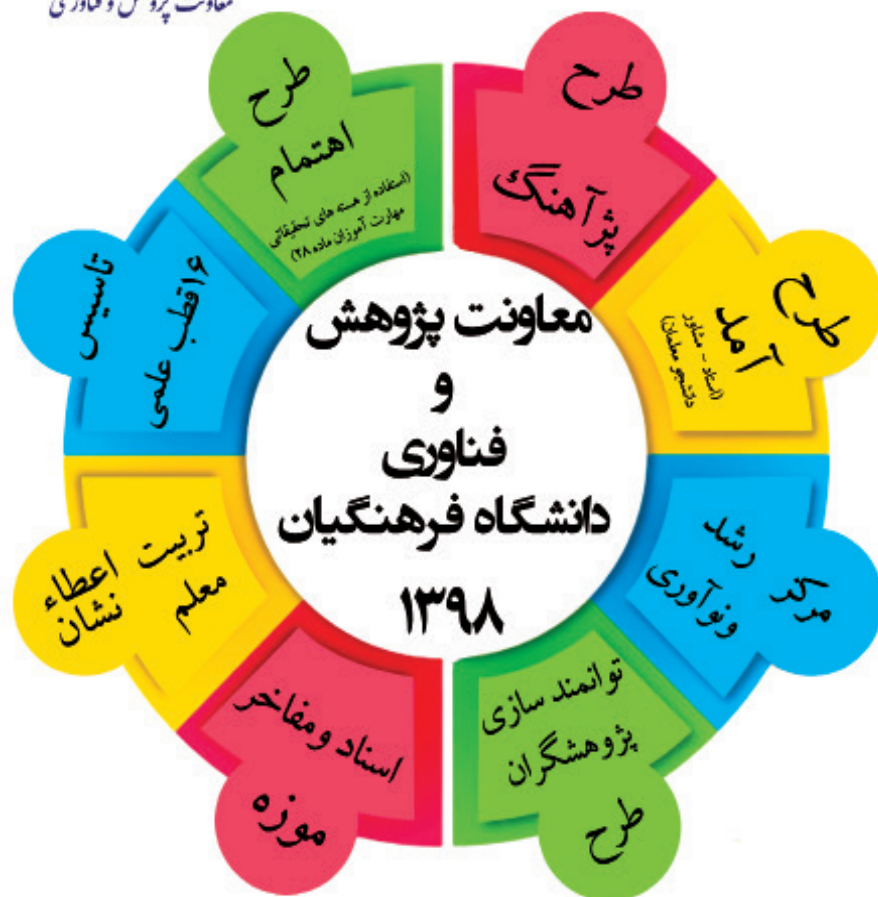 معاونت پژوهش و فناوری
طرح
پژآهنگ
طرح
آمد
(استاد - مشاور
دانشجو معلمان)
مرکز رشد
ونوآوری
طرح
توانمند سازی
پژوهشگران
موزه
اسناد ومفاخر
اعطاء
نشان
تربیت
معلم
تاسیس
۱۶قطب علمی
طرح
اهتمام
(استفاده از هسته های تحقیقاتی
مهارت آموزان ماده ۲۸)
معاونت پژوهش
و
فناوری
دانشگاه فرهنگیان
۱۳۹۸